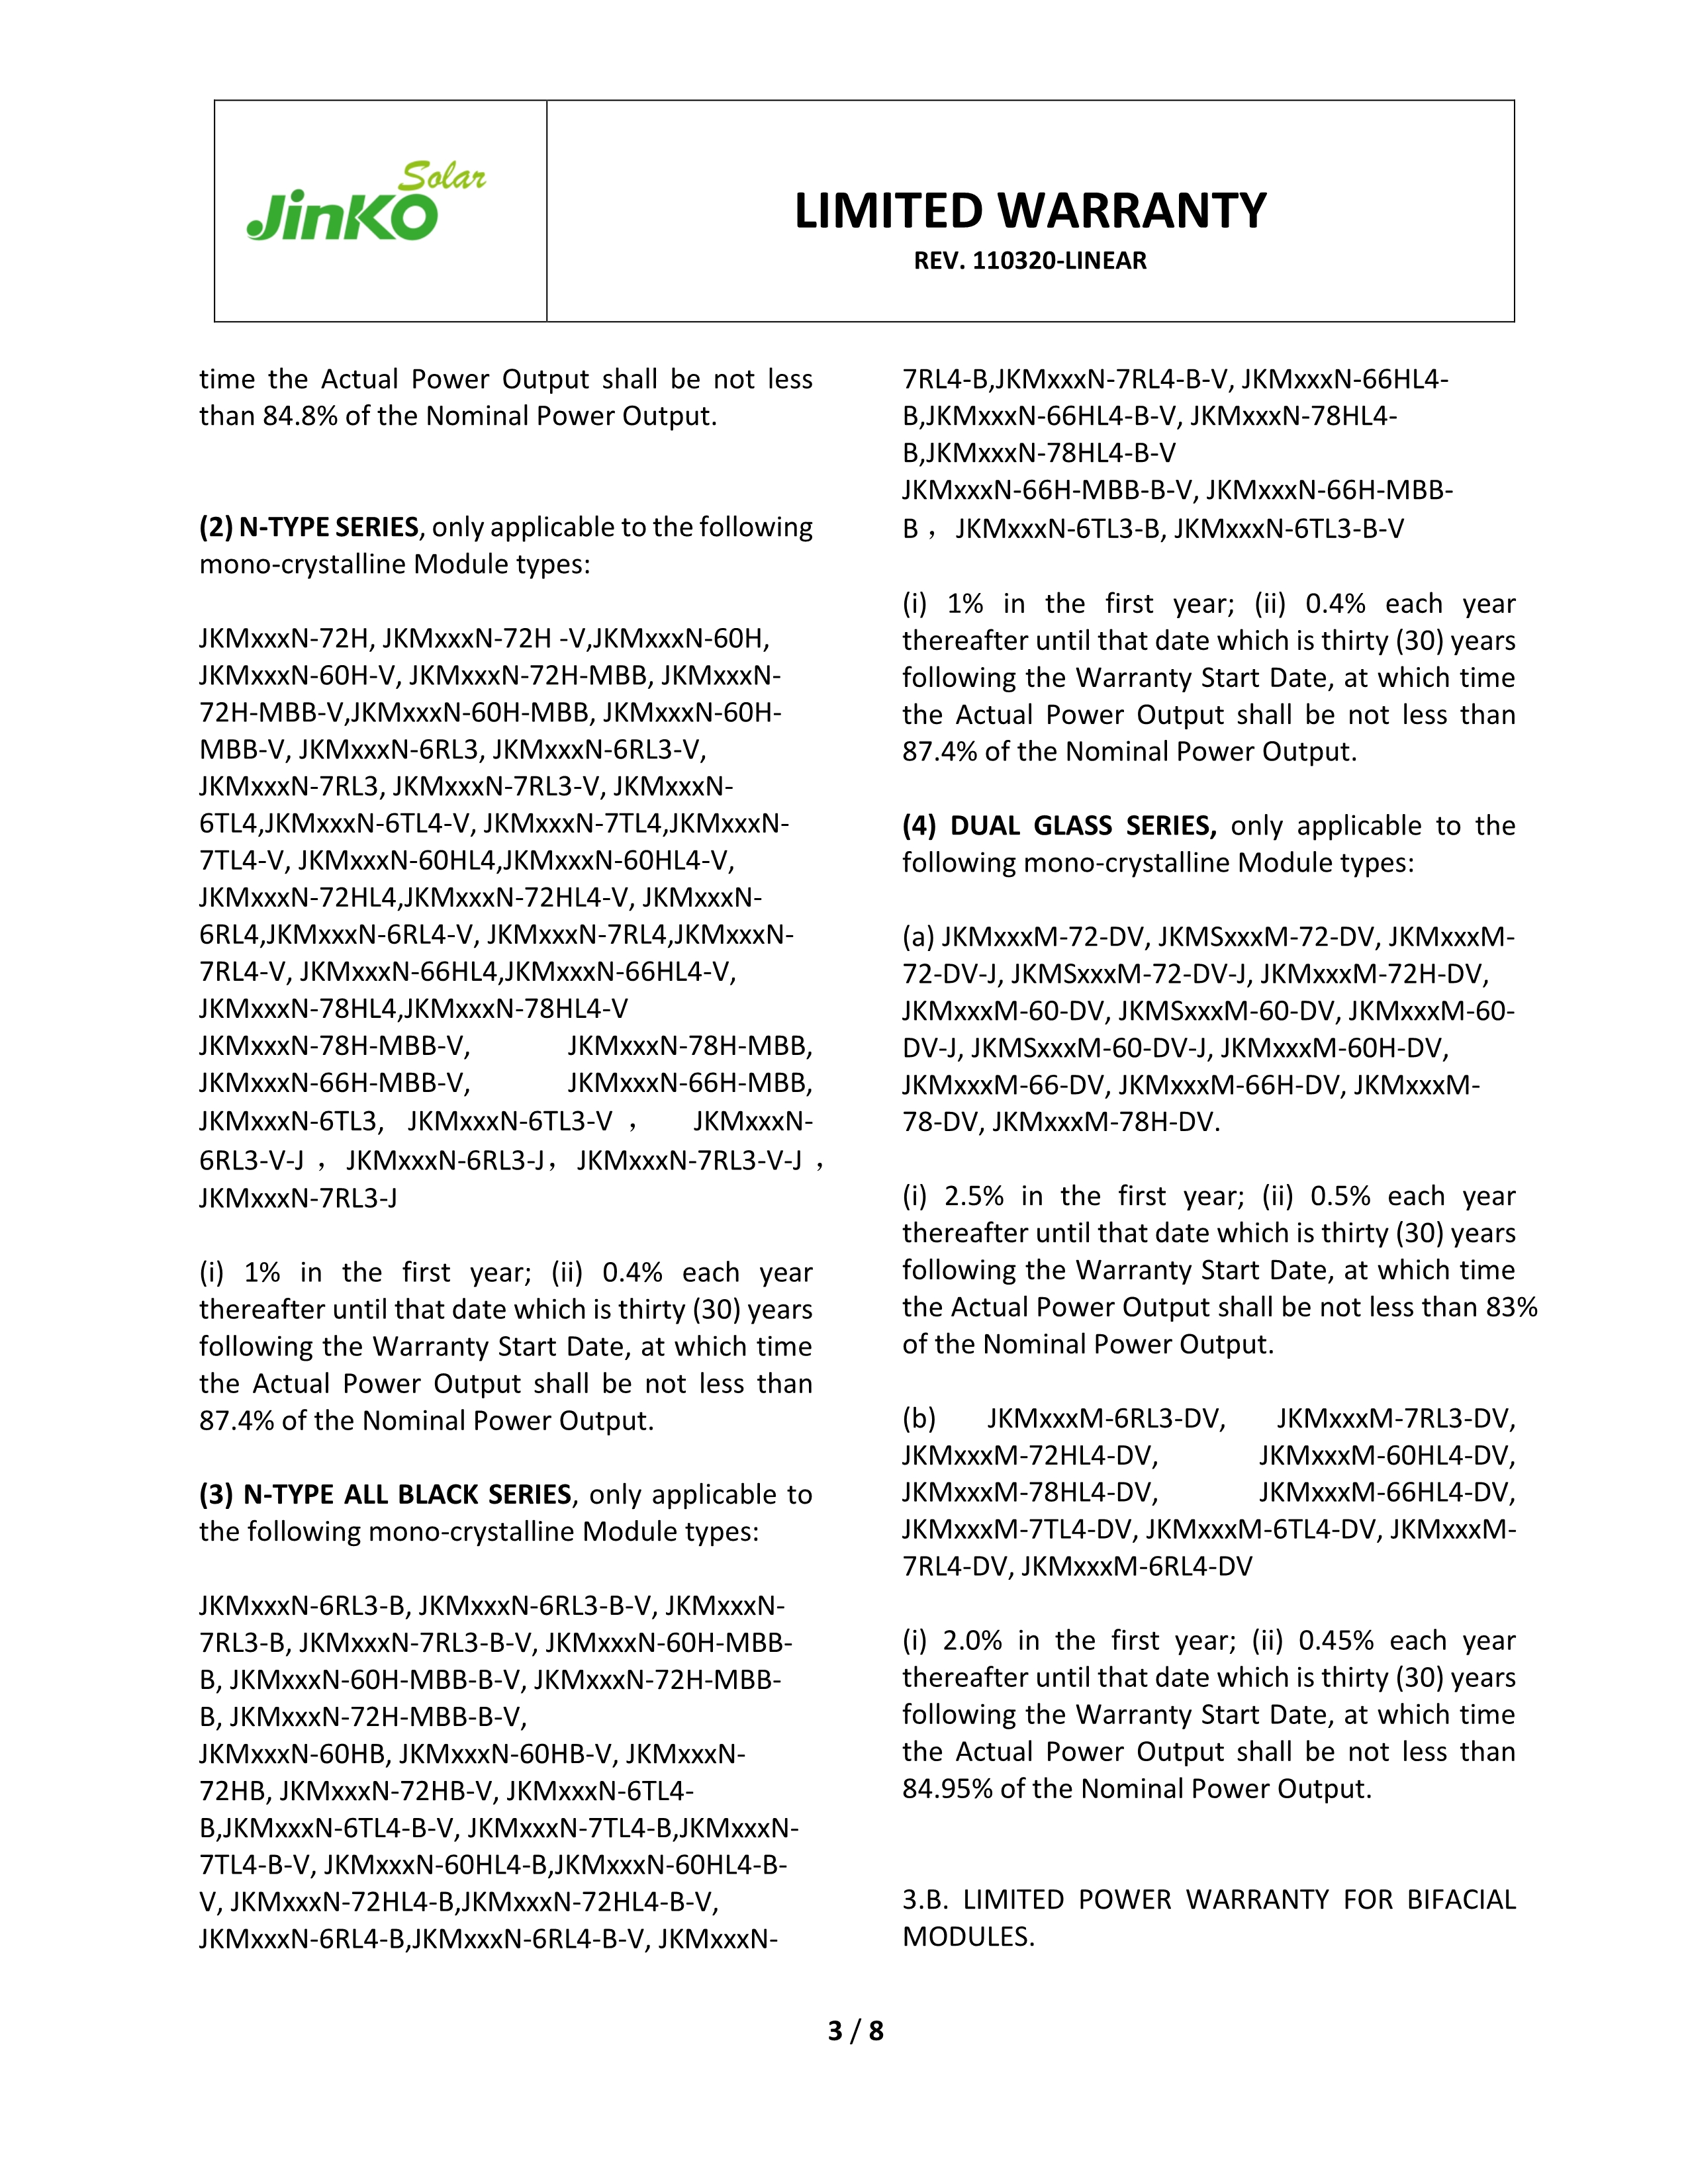 Solar
JinKO
LIMITED WARRANTY
REV. 110320-LINEAR
time the Actual Power Output shall be not less
than 84.8% of the Nominal Power Output.
(2) N-TYPE SERIES, only applicable to the following
mono-crystalline Module types:
JKMxxxN-72H, JKMxxxN-72H -V,JKMxxxN-60H,
JKMxxxN-60H-V, JKMxxxN-72H-MBB, JKMxxxN-
72H-MBB-V,JKMxxxN-60H-MBB, JKMxxxN-60H-
MBB-V, JKMxxxN-6RL3, JKMxxxN-6RL3-V,
JKMxxxN-7RL3, JKMxxxN-7RL3-V, JKMxxxN-
6TL4,JKMxxxN-6TL4-V, JKMxxxN-7TL4,JKMxxxN-
7TL4-V, JKMxxxN-60HL4,JKMxxxN-60HL4-V,
JKMxxxN-72HL4,JKMxxxN-72HL4-V, JKMxxxN-
6RL4,JKMxxxN-6RL4-V, JKMxxxN-7RL4,JKMxxxN-
7RL4-V, JKMxxxN-66HL4,JKMxxxN-66HL4-V,
JKMxxxN-78HL4,JKMxxxN-78HL4-V
JKMxxxN-78H-MBB-V, JKMxxxN-78H-MBB,
JKMxxxN-66H-MBB-V, JKMxxxN-66H-MBB,
JKMxxxN-6TL3, JKMxxxN-6TL3-V ， JKMxxxN-
6RL3-V-J ， JKMxxxN-6RL3-J， JKMxxxN-7RL3-V-J ，
JKMxxxN-7RL3-J
(i) 1% in the first year; (ii) 0.4% each year
thereafter until that date which is thirty (30) years
following the Warranty Start Date, at which time
the Actual Power Output shall be not less than
87.4% of the Nominal Power Output.
(3) N-TYPE ALL BLACK SERIES, only applicable to
the following mono-crystalline Module types:
JKMxxxN-6RL3-B, JKMxxxN-6RL3-B-V, JKMxxxN-
7RL3-B, JKMxxxN-7RL3-B-V, JKMxxxN-60H-MBB-
B, JKMxxxN-60H-MBB-B-V, JKMxxxN-72H-MBB-
B, JKMxxxN-72H-MBB-B-V,
JKMxxxN-60HB, JKMxxxN-60HB-V, JKMxxxN-
72HB, JKMxxxN-72HB-V, JKMxxxN-6TL4-
B,JKMxxxN-6TL4-B-V, JKMxxxN-7TL4-B,JKMxxxN-
7TL4-B-V, JKMxxxN-60HL4-B,JKMxxxN-60HL4-B-
V, JKMxxxN-72HL4-B,JKMxxxN-72HL4-B-V,
JKMxxxN-6RL4-B,JKMxxxN-6RL4-B-V, JKMxxxN-
7RL4-B,JKMxxxN-7RL4-B-V, JKMxxxN-66HL4-
B,JKMxxxN-66HL4-B-V, JKMxxxN-78HL4-
B,JKMxxxN-78HL4-B-V
JKMxxxN-66H-MBB-B-V, JKMxxxN-66H-MBB-
B ， JKMxxxN-6TL3-B, JKMxxxN-6TL3-B-V
(i) 1% in the first year; (ii) 0.4% each year
thereafter until that date which is thirty (30) years
following the Warranty Start Date, at which time
the Actual Power Output shall be not less than
87.4% of the Nominal Power Output.
(4) DUAL GLASS SERIES, only applicable to the
following mono-crystalline Module types:
(a) JKMxxxM-72-DV, JKMSxxxM-72-DV, JKMxxxM-
72-DV-J, JKMSxxxM-72-DV-J, JKMxxxM-72H-DV,
JKMxxxM-60-DV, JKMSxxxM-60-DV, JKMxxxM-60-
DV-J, JKMSxxxM-60-DV-J, JKMxxxM-60H-DV,
JKMxxxM-66-DV, JKMxxxM-66H-DV, JKMxxxM-
78-DV, JKMxxxM-78H-DV.
(i) 2.5% in the first year; (ii) 0.5% each year
thereafter until that date which is thirty (30) years
following the Warranty Start Date, at which time
the Actual Power Output shall be not less than 83%
of the Nominal Power Output.
(b) JKMxxxM-6RL3-DV, JKMxxxM-7RL3-DV,
JKMxxxM-72HL4-DV, JKMxxxM-60HL4-DV,
JKMxxxM-78HL4-DV, JKMxxxM-66HL4-DV,
JKMxxxM-7TL4-DV, JKMxxxM-6TL4-DV, JKMxxxM-
7RL4-DV, JKMxxxM-6RL4-DV
(i) 2.0% in the first year; (ii) 0.45% each year
thereafter until that date which is thirty (30) years
following the Warranty Start Date, at which time
the Actual Power Output shall be not less than
84.95% of the Nominal Power Output.
3.B. LIMITED POWER WARRANTY FOR BIFACIAL
MODULES.
3 / 8